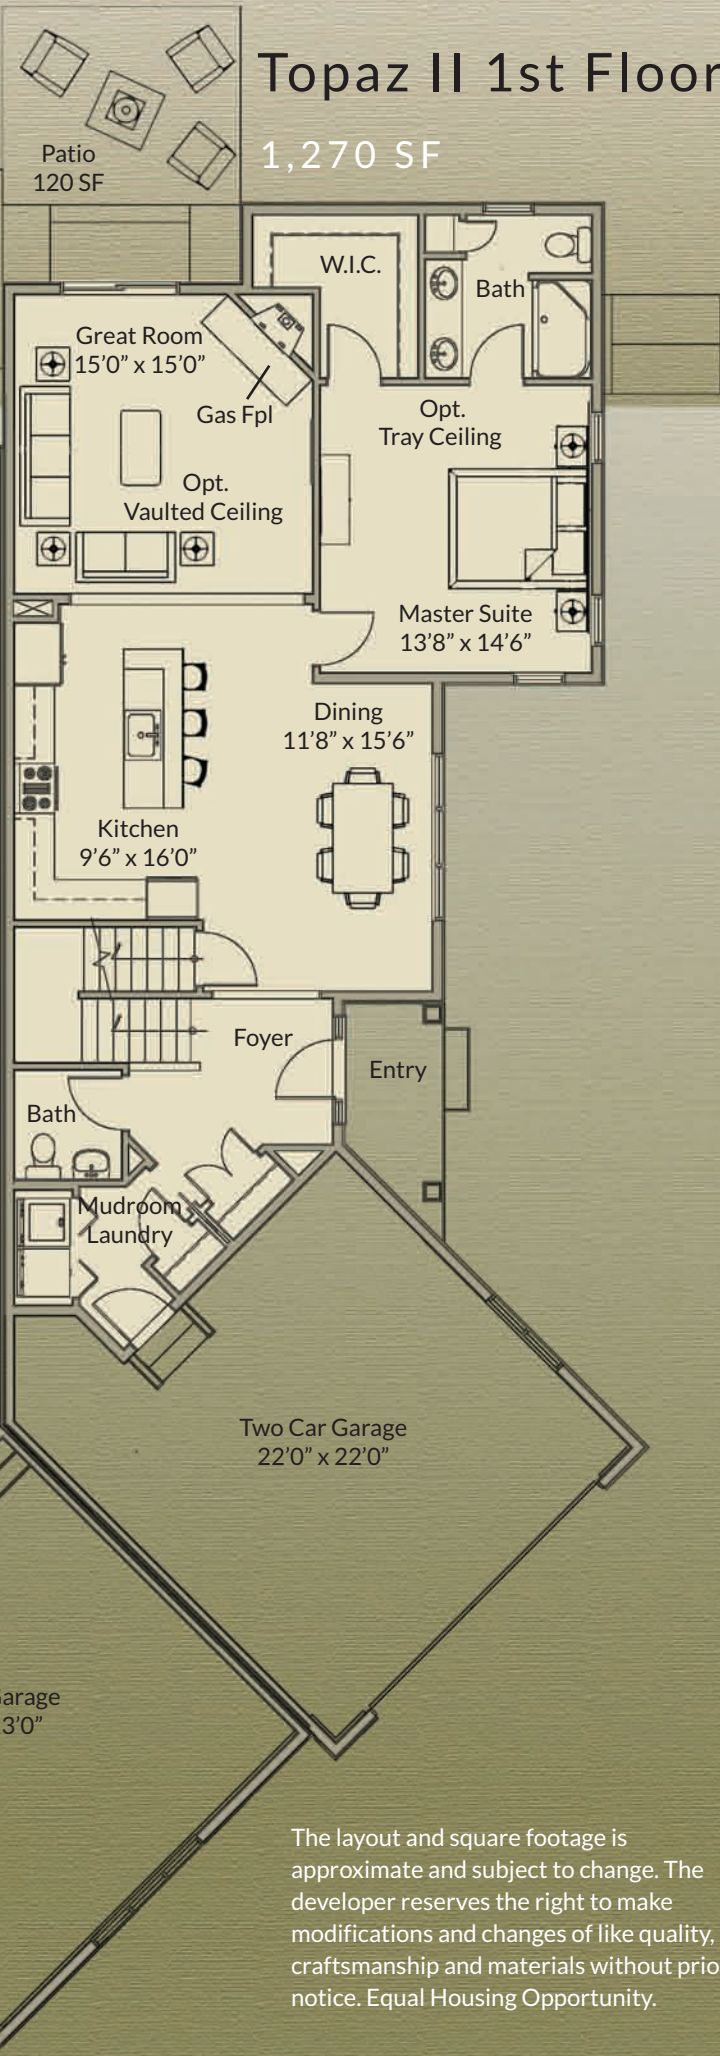 Topaz II 1st Floor
1,270 SF
Patio
120 SF
W.I.C.
Bath
Great Room
15’0” x 15’0”
Gas Fpl
Opt.
Tray Ceiling
Opt.
Vaulted Ceiling
Master Suite
13’8” x 14’6”
Dining
11’8” x 15’6”
Kitchen
9’6” x 16’0”
Foyer
Entry
Bath
Mudroom
Laundry
Two Car Garage
22’0” x 22’0”
arage
3’0”
The layout and square footage is
approximate and subject to change. The
developer reserves the right to make
modifications and changes of like quality,
craftsmanship and materials without prio
notice. Equal Housing Opportunity.